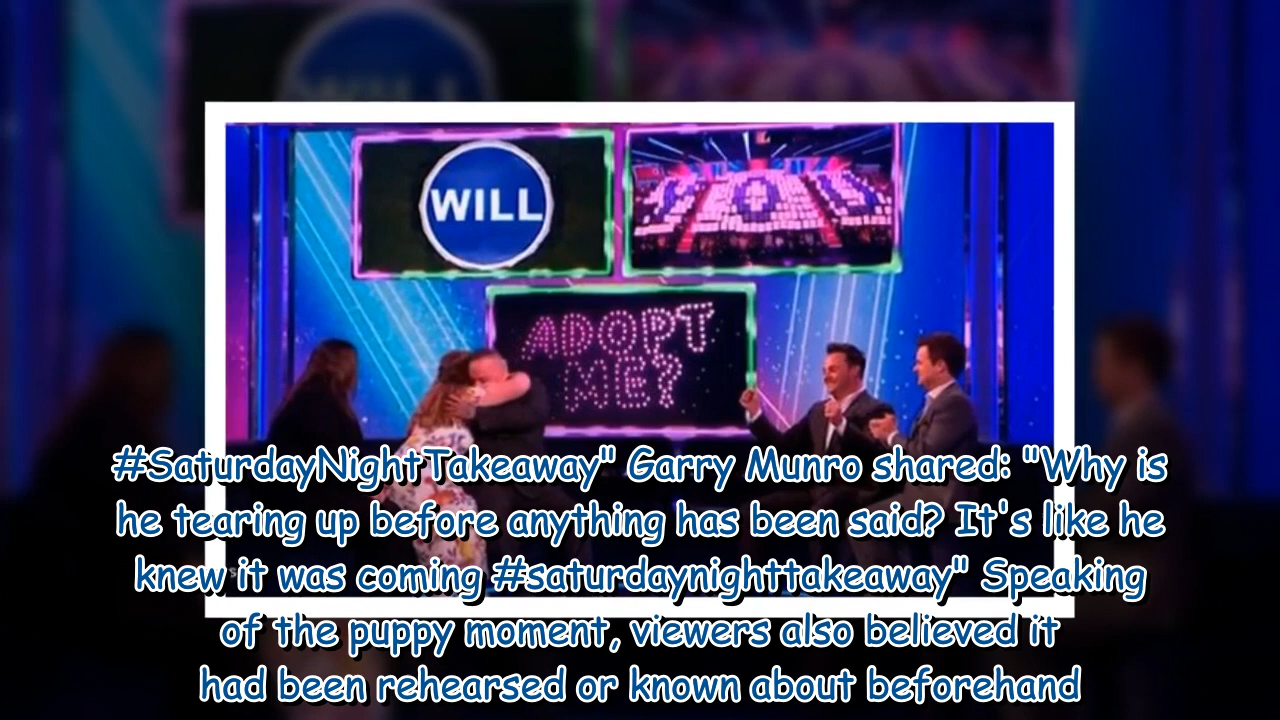 WILL
ADOPT
ME?
#SaturdayNightTakeaway" Garry Munro shared: "Why is
he tearing up before anything has been said? It's like he
knew it was coming #saturdaynighttakeaway" Speaking
of the puppy moment, viewers also believed it
had been rehearsed or known about beforehand